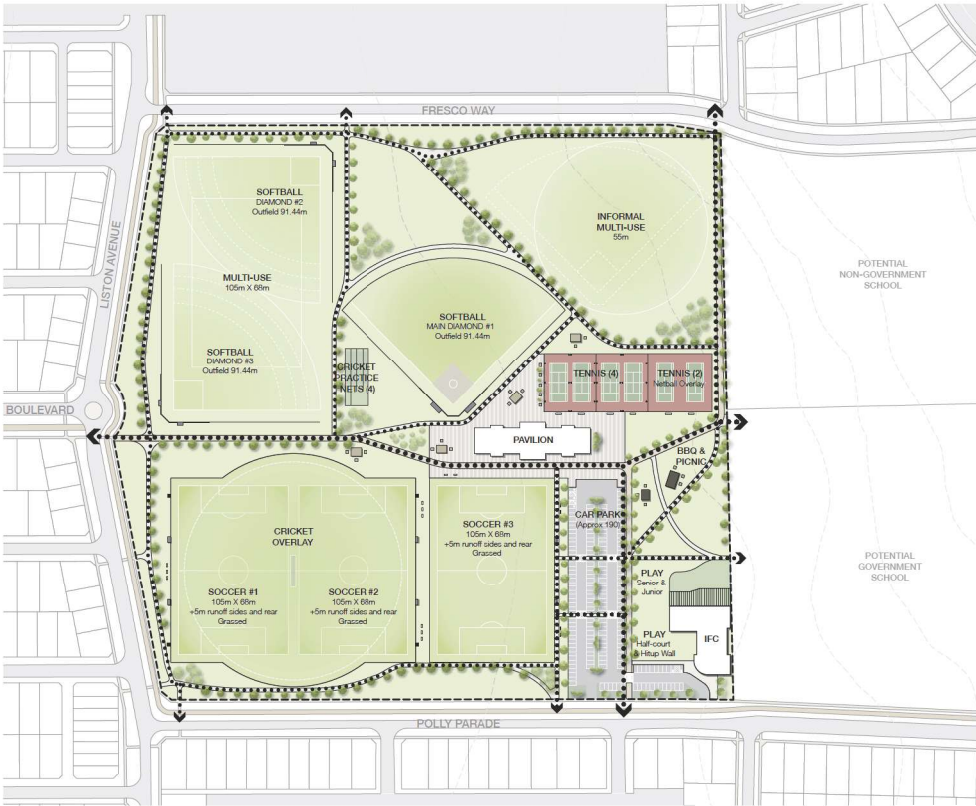 FRESCO WAY
LISTON AVENUE
SOFTBALL
DIAMOND #2
Outfield 91.44m
MULTI-USE
105m X 68m
SOFTBALL
DIAMOND #3
Outfield 91.44m
INFORMAL
MULTI-USE
55m
POTENTIAL
NON-GOVERNMENT
SCHOOL
SOFTBALL
MAIN DIAMOND #1
Outfield 91.44m
CRICKET
PRACTICE
NETS (4)
TENNIS (4)
TENNIS (2)
Netball Overlay
BOULEVARD
PAVILION
BBQ &
PICNIC
CAR PARK
(Approx 190)
CRICKET
OVERLAY
SOCCER #3
105m X 68m
+5m runoff sides and rear
Grassed
SOCCER #1
105m X 68m
+5m runoff sides and rear
Grassed
SOCCER #2
105m X 68m
+5m runoff sides and rear
Grassed
PLAY
Senior &
Junior
POTENTIAL
GOVERNMENT
SCHOOL
PLAY
Half-court
& Hitup Wall
IFC
POLLY PARADE